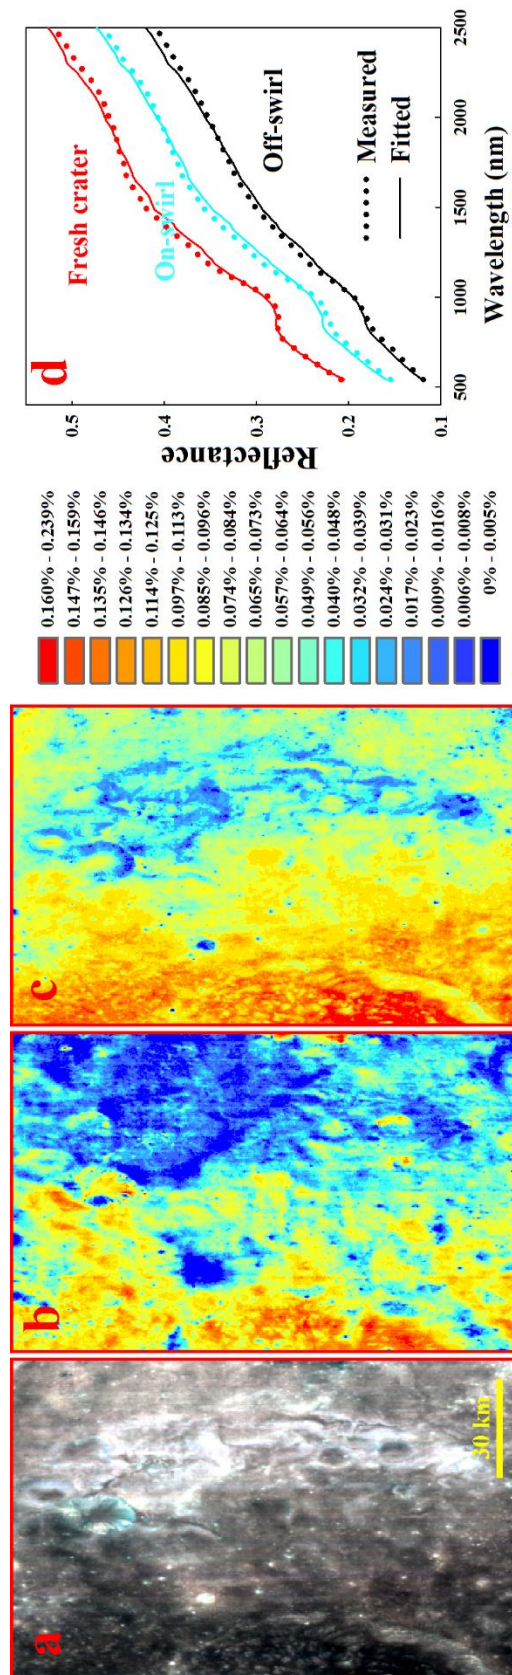 a
30 km
b
c
0.160% - 0.239%
0.147% - 0.159%
0.135% - 0.146%
0.126% - 0.134%
0.114% - 0.125%
0.097% - 0.113%
0.085% - 0.096%
0.074% - 0.084%
0.065% - 0.073%
0.057% - 0.064%
0.049% - 0.056%
0.040% - 0.048%
0.032% - 0.039%
0.024% - 0.031%
0.017% - 0.023%
0.009% - 0.016%
0.006% - 0.008%
0% - 0.005%
d
Fresh crater
On-swirl
Off-swirl
Measured
Fitted
Reflectance
0.5
0.4
0.3
0.2
0.1
500
1000
1500
2000
2500
Wavelength (nm)